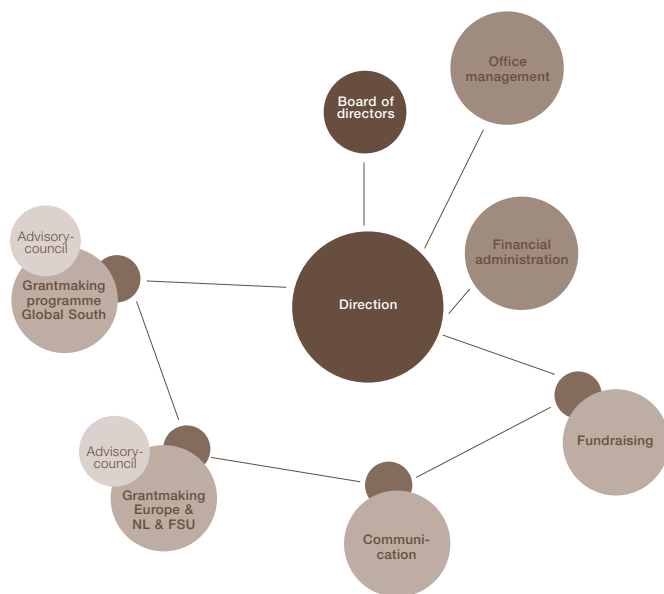 Office
management
Board of
directors
Advisory-
council
Grantmaking
programme
Global South
Financial
administration
Direction
Advisory-
council
Grantmaking
Europe &
NL & FSU
Fundraising
Communi-
cation